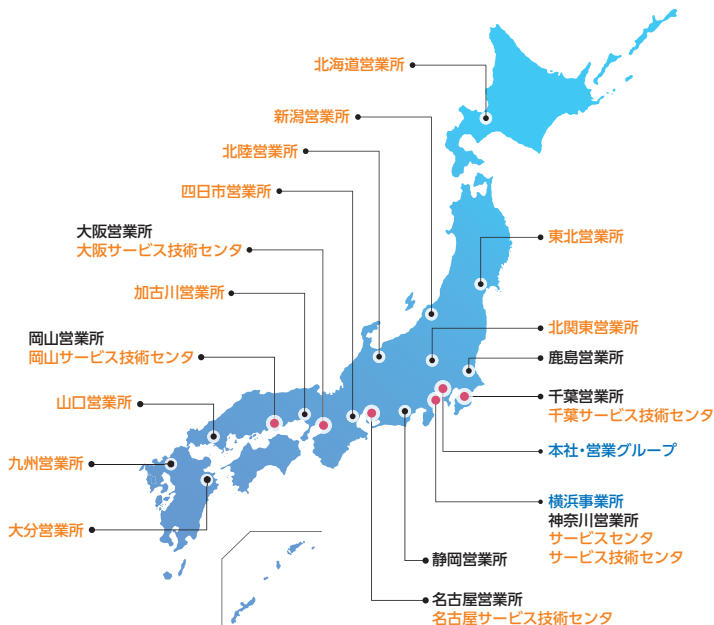 北海道営業所
新潟営業所
北陸営業所
四日市営業所
大阪営業所
大阪サービス技術センタ
加古川営業所
岡山営業所
岡山サービス技術センタ
山口営業所
九州営業所
大分営業所
東北営業所
北関東営業所
鹿島営業所
千葉営業所
千葉サービス技術センタ
本社・営業グループ
横浜事業所
神奈川営業所
サービスセンタ
サービス技術センタ
静岡営業所
名古屋営業所
名古屋サービス技術センタ